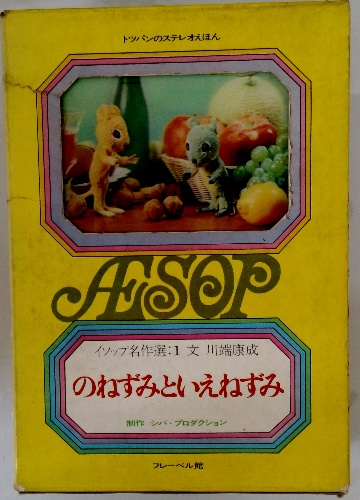 トッパンのステレオえほん
ÆSOP
イソップ名作選:1 文 川端康成
のねずみといえねずみ
制作 シバ・プロダクション
フレーベル館